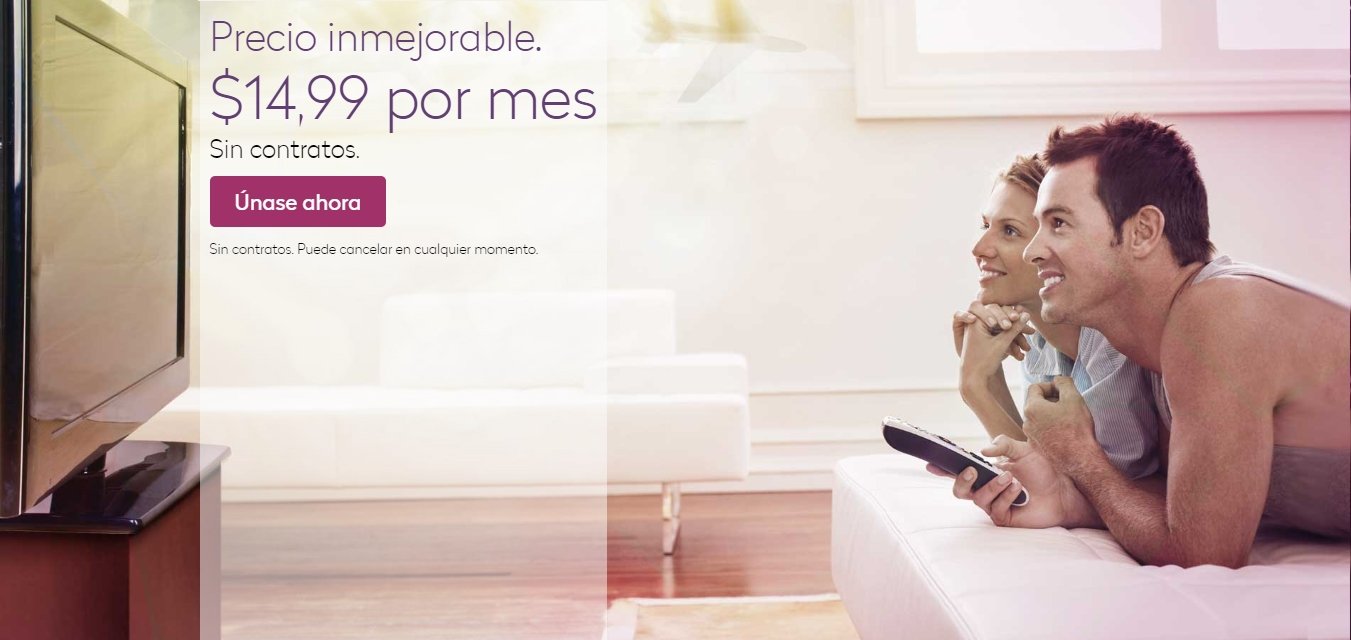 Precio inmejorable.
$14,99 por mes
Sin contratos.
Únase ahora
Sin contratos. Puede cancelar en cualquier momento.